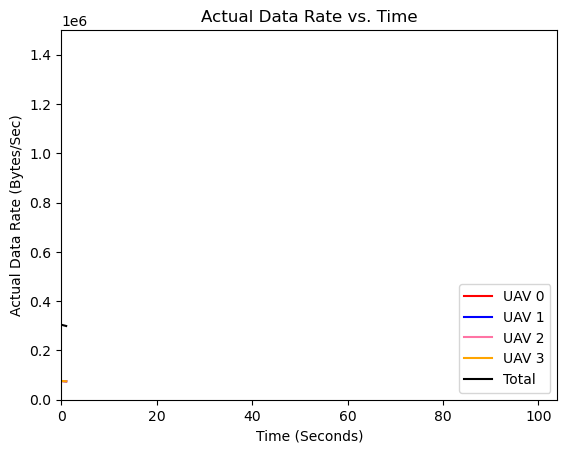 Actual Data Rate vs. Time
1e6
1.4
1.2
1.0
0.8
0.6
0.4
0.2
0.0
Actual Data Rate (Bytes/Sec)
0 20 40 60 80 100
Time (Seconds)
UAV 0
UAV 1
UAV 2
UAV 3
Total